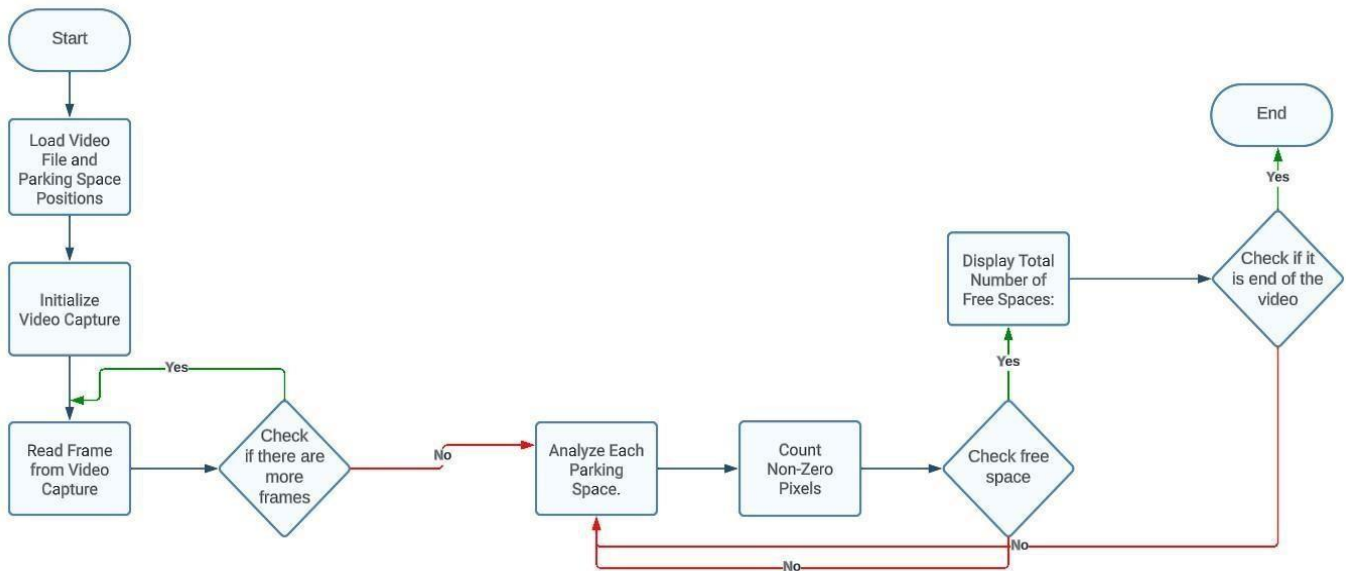 Start
Load Video
File and
Parking Space
Positions
Initialize
Video Capture
Yes
Read Frame
from Video
Capture
Check
if there are
more
frames
No
Analyze Each
Parking
Space.
Count
Non-Zero
Pixels
Check free
space
Yes
No
Display Total
Number of
Free Spaces:
Check if it
is end of the
video
No
Yes
End